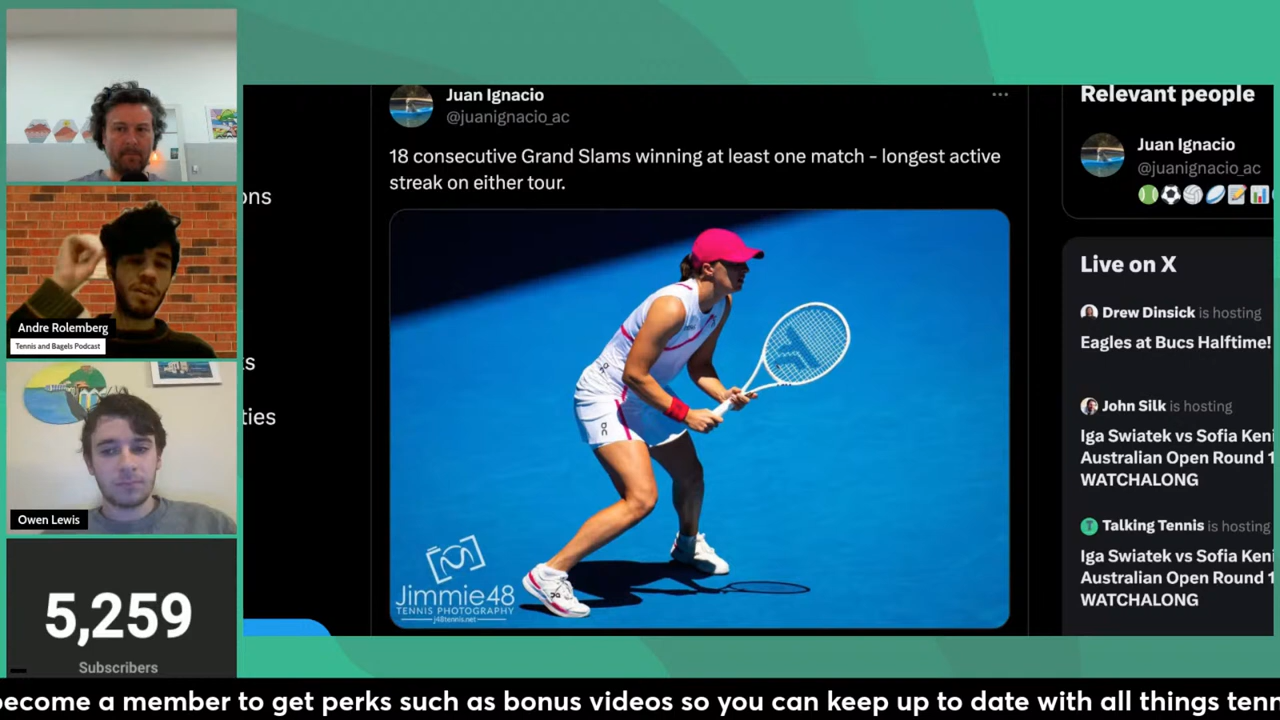 Andre Rolemberg
Tennis and Bagels Podcast
Owen Lewis
5,259
Subscribers
ons
ks
ties
Juan Ignacio
@juanignacio_ac
18 consecutive Grand Slams winning at least one match - longest active
streak on either tour.
Jimmie48
TENNIS PHOTOGRAPHY
j48tennis.net
on
Relevant people
Juan Ignacio
@juanignacio_ac
Live on X
Drew Dinsick is hosting
Eagles at Bucs Halftime!
John Silk is hosting
Iga Swiatek vs Sofia Keni
Australian Open Round 1
WATCHALONG
T
Talking Tennis is hosting
Iga Swiatek vs Sofia Keni
Australian Open Round 1
WATCHALONG
become a member to get perks such as bonus videos so you can keep up to date with all things tenn